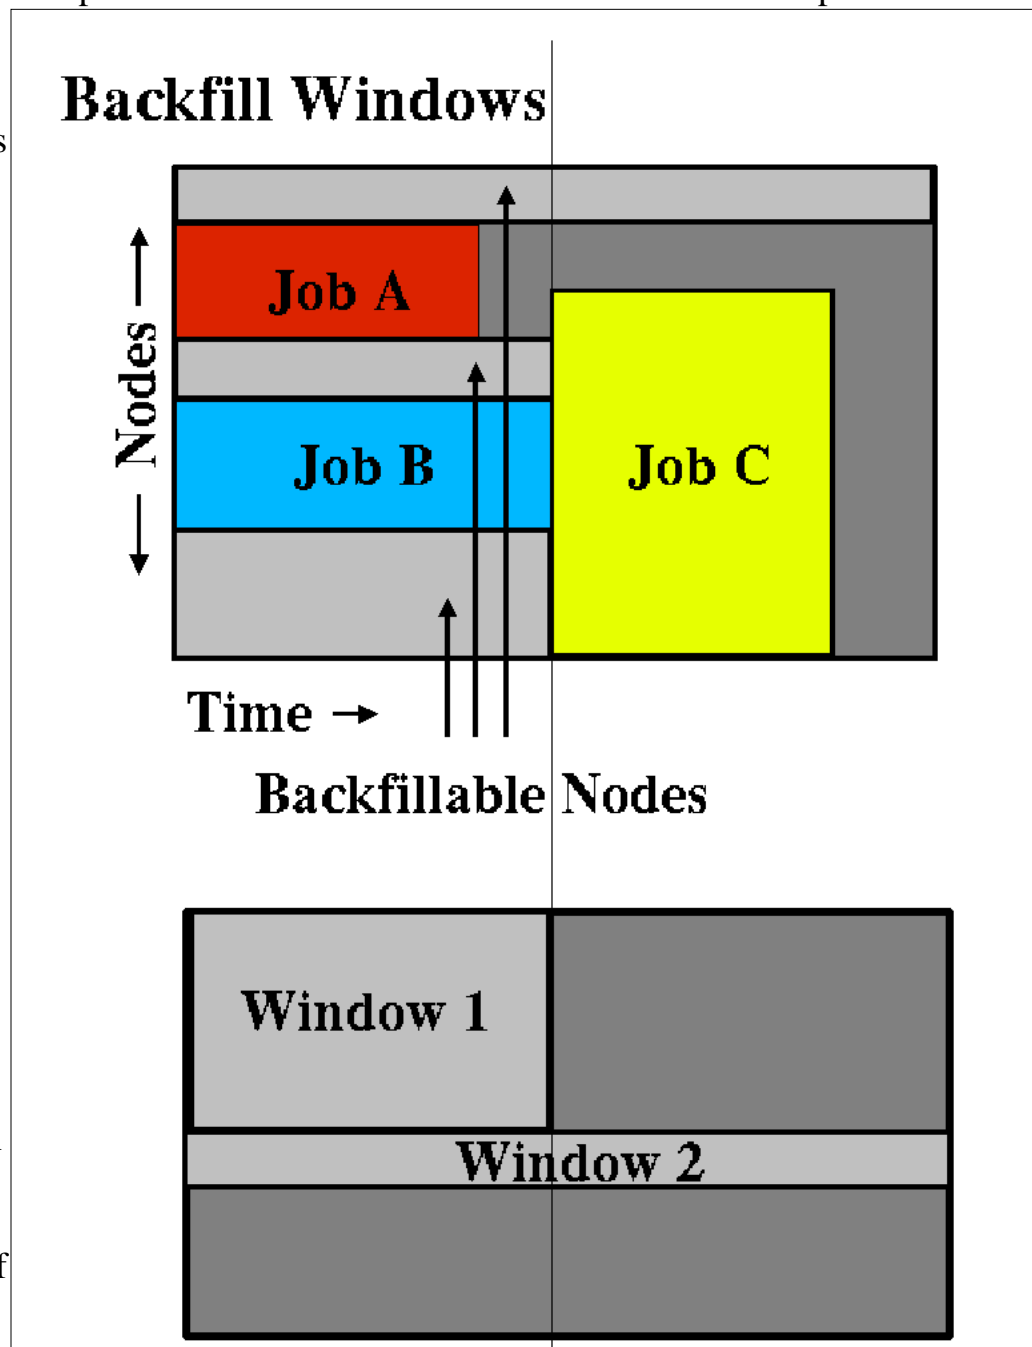 Backfill Windows
s
Job A
Nodes
Job B
Job C
Time
Backfillable Nodes
Window 1
Window 2
f